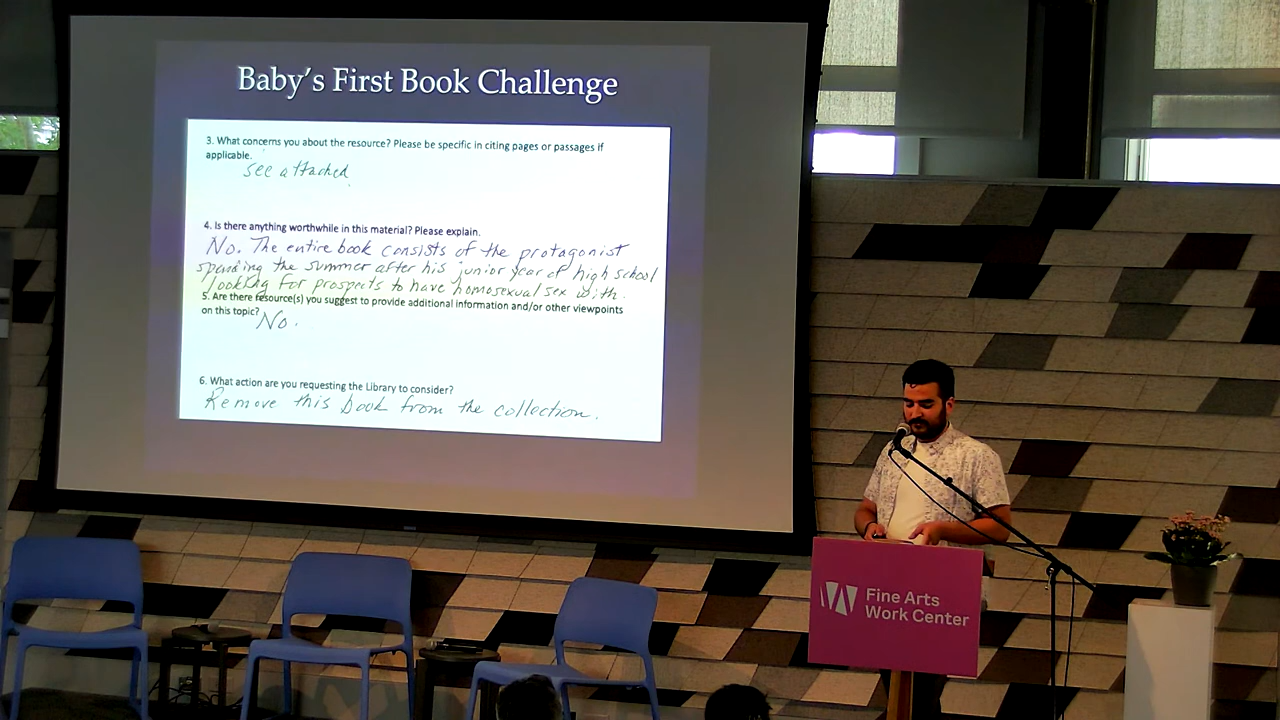 Baby's First Book Challenge
3. What concerns you about the resource? Please be specific in citing pages or passages if
applicable.
see attached
4. Is there anything worthwhile in this material? Please explain.
No. The entire book consists of the protagonist
spending the summer after his junior year of high school
looking for prospects to have homosexual sex with.
5. Are there resource(s) you suggest to provide additional information and/or other viewpoints
on this topic?
No.
6. What action are you requesting the Library to consider?
Remove this book from the collection.
Fine Arts
Work Center